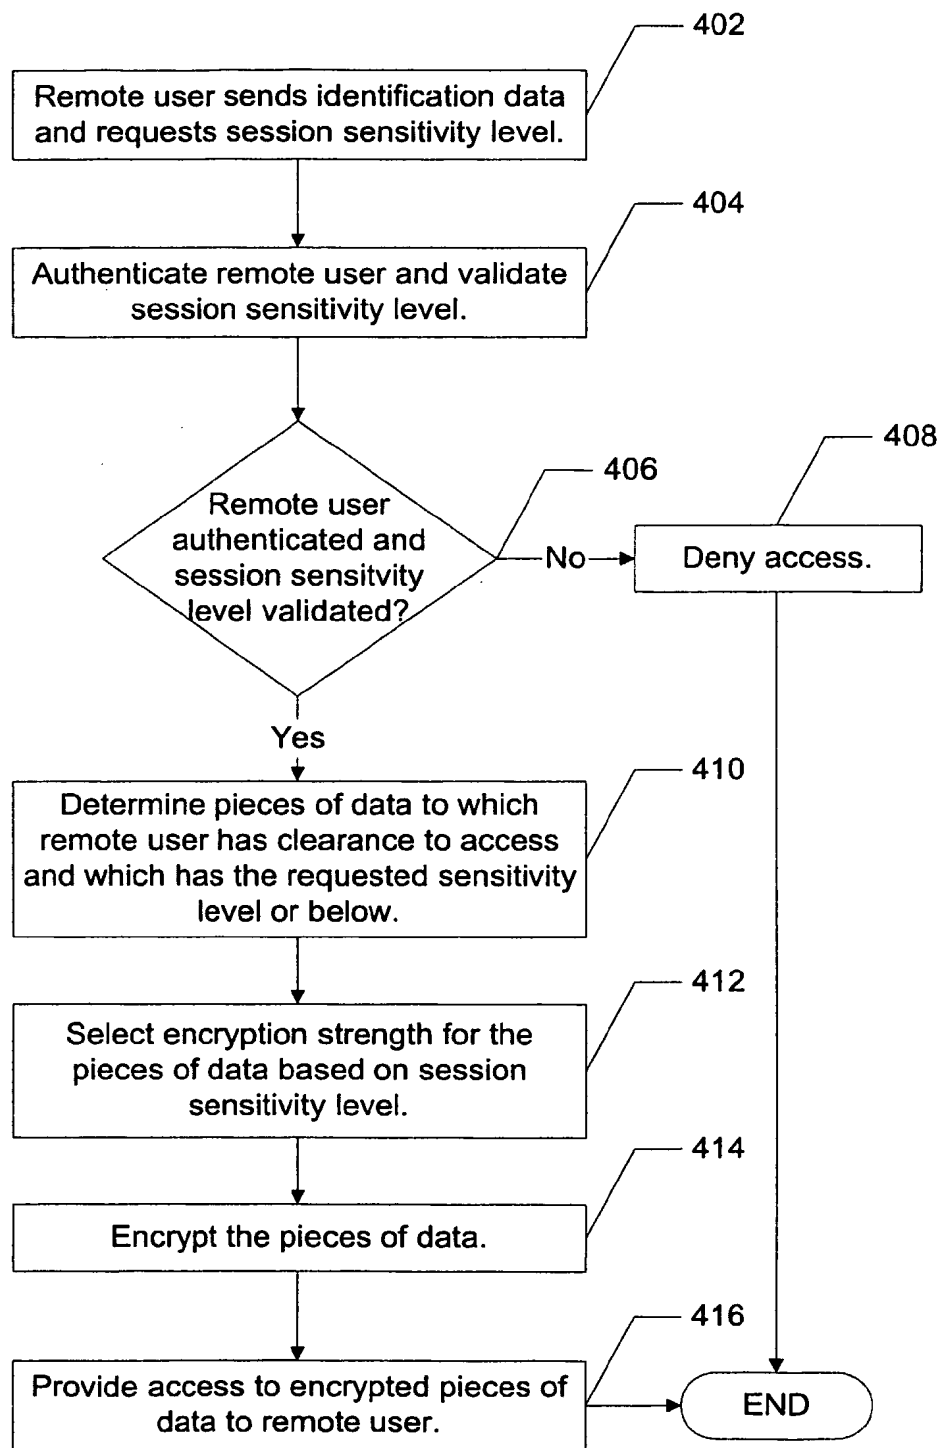 402
Remote user sends identification data
and requests session sensitivity level.
404
Authenticate remote user and validate
session sensitivity level.
408
406
Remote user
authenticated and
session sensitvity
level validated?
No
Deny access.
Yes
410
Determine pieces of data to which
remote user has clearance to access
and which has the requested sensitivity
level or below.
412
Select encryption strength for the
pieces of data based on session
sensitivity level.
414
Encrypt the pieces of data.
416
Provide access to encrypted pieces of
data to remote user.
END